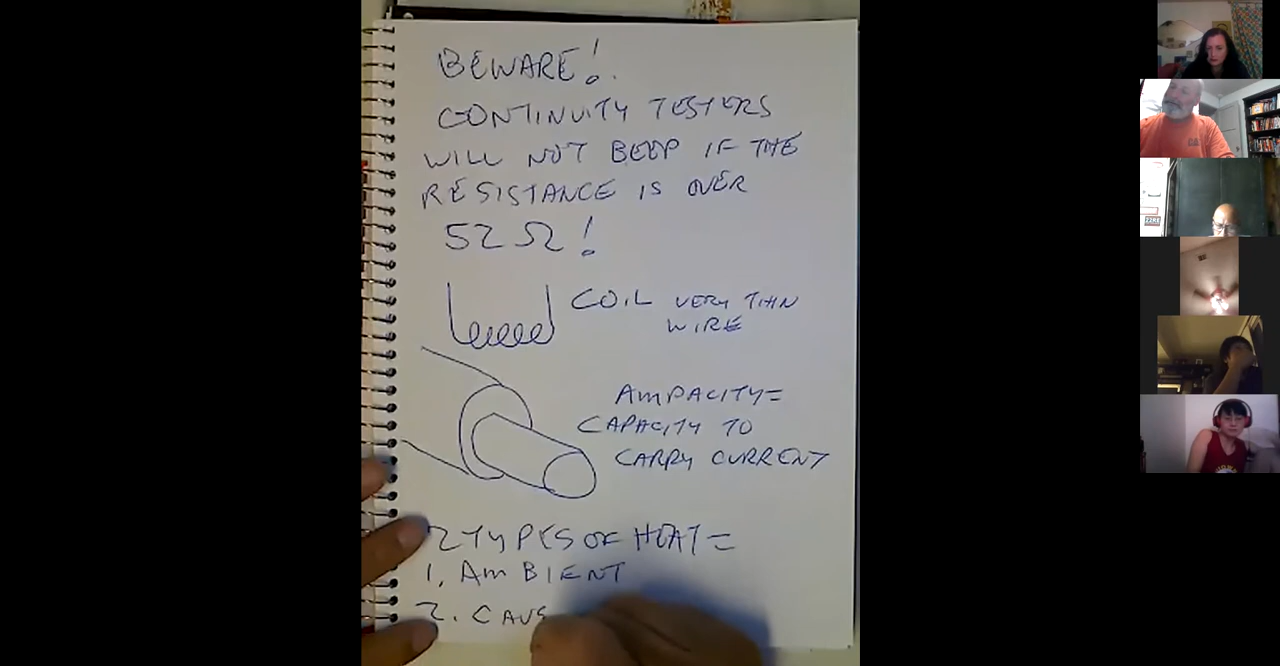 BEWARE!
CONTINUITY TESTERS
WILL NOT BEEP IF THE
RESISTANCE IS OVER
52 Ω!
COIL VERY THIN
WIRE
AMPACITY =
CAPACITY TO
CARRY CURRENT
2 TYPES OF HEAT =
1. AMBIENT
2. CAUS